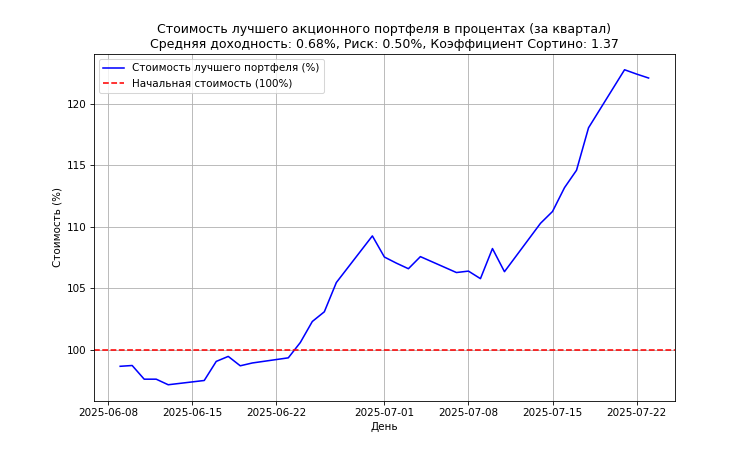 Стоимость лучшего акционного портфеля в процентах (за квартал)
Средняя доходность: 0.68%, Риск: 0.50%, Коэффициент Сортино: 1.37
Стоимость лучшего портфеля (%)
Начальная стоимость (100%)
Стоимость (%)
120
115
110
105
100
2025-06-08
2025-06-15
2025-06-22
2025-07-01
2025-07-08
2025-07-15
2025-07-22
День